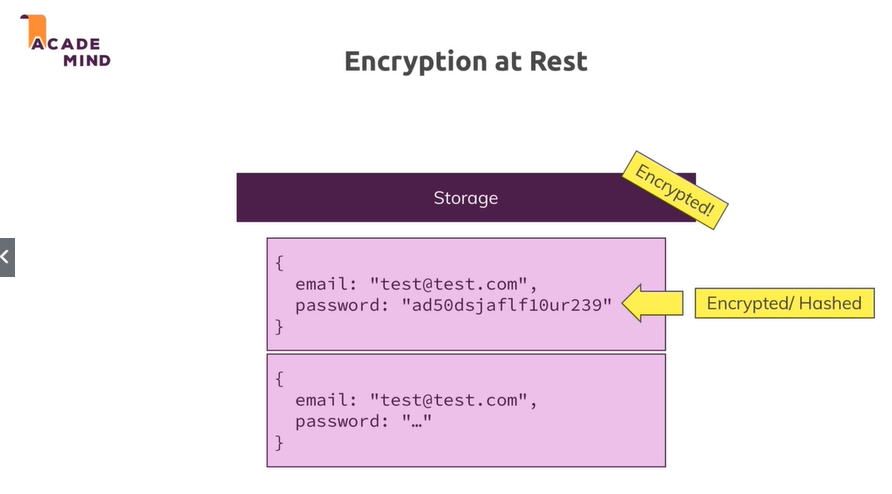 ACADE
MIND
Encryption at Rest
Storage
Encrypted!
{
email: "test@test.com",
password: "ad50dsjaflf10ur239"
}
Encrypted/ Hashed
{
email: "test@test.com",
password: "…"
}